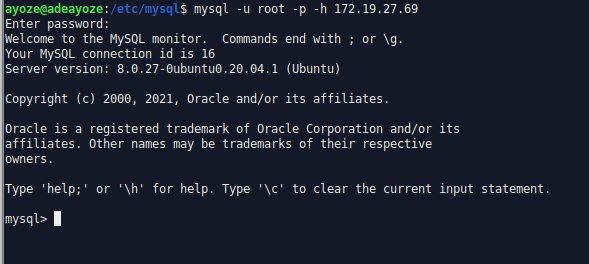 ayoze@adeayoze:/etc/mysql$ mysql -u root -p -h 172.19.27.69
Enter password:
Welcome to the MySQL monitor.  Commands end with ; or \g.
Your MySQL connection id is 16
Server version: 8.0.27-0ubuntu0.20.04.1 (Ubuntu)

Copyright (c) 2000, 2021, Oracle and/or its affiliates.

Oracle is a registered trademark of Oracle Corporation and/or its
affiliates. Other names may be trademarks of their respective
owners.

Type 'help;' or '\h' for help. Type '\c' to clear the current input statement.

mysql>